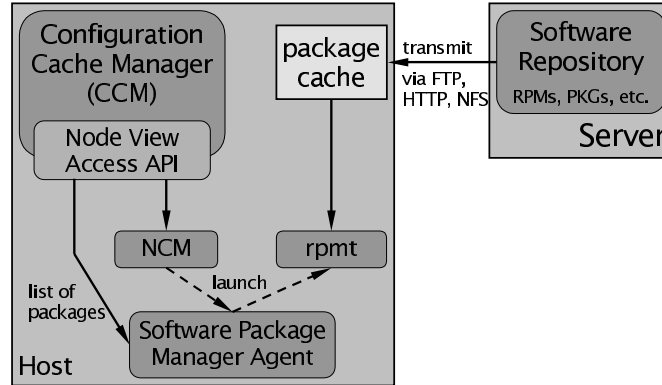 Configuration
Cache Manager
(CCM)
Node View
Access API
package
cache
transmit
via FTP,
HTTP, NFS
Software
Repository
RPMs, PKGs, etc.
Server
NCM
rpmt
launch
list of
packages
Software Package
Manager Agent
Host